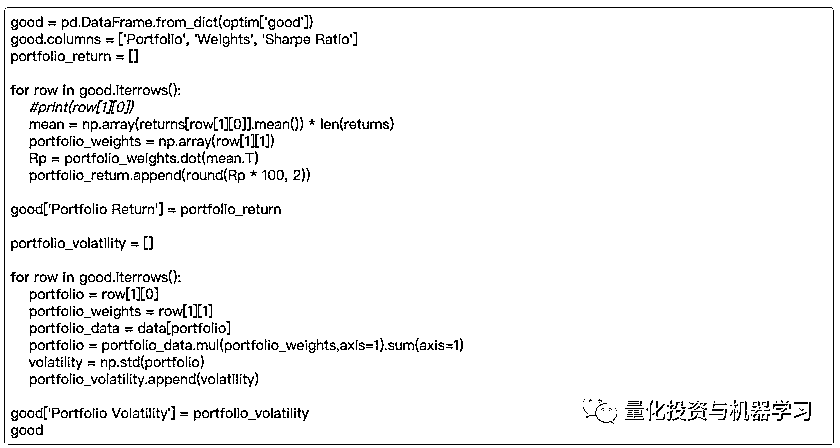 good = pd.DataFrame.from_dict(optim['good'])
good.columns = ['Portfolio', 'Weights', 'Sharpe Ratio']
portfolio_return = []
for row in good.iterrows():
#print(row[1][0])
mean = np.array(returns[row[1][0]].mean()) * len(returns)
portfolio_weights = np.array(row[1][1])
Rp = portfolio_weights.dot(mean.T)
portfolio_return.append(round(Rp * 100, 2))
good['Portfolio Return'] = portfolio_return
portfolio_volatility = []
for row in good.iterrows():
portfolio = row[1][0]
portfolio_weights = row[1][1]
portfolio_data = data[portfolio]
portfolio = portfolio_data.mul(portfolio_weights,axis=1).sum(axis=1)
volatility = np.std(portfolio)
portfolio_volatility.append(volatility)
good['Portfolio Volatility'] = portfolio_volatility
good
量化投资与机器学习